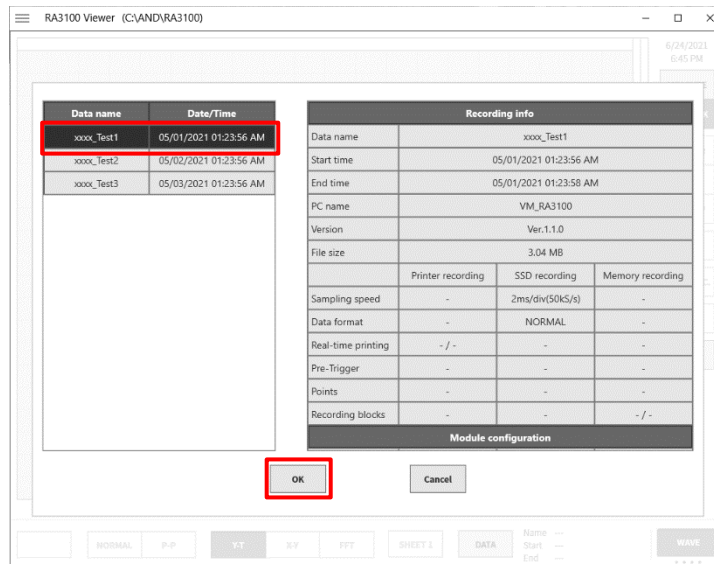 RA3100 Viewer (C:\AND\RA3100)
6/24/2021
6:45 PM
Data name Date/Time
xxxx_Test1 05/01/2021 01:23:56 AM
xxxx_Test2 05/02/2021 01:23:56 AM
xxxx_Test3 05/03/2021 01:23:56 AM
Recording info
Data name xxxx_Test1
Start time 05/01/2021 01:23:56 AM
End time 05/01/2021 01:23:58 AM
PC name VM_RA3100
Version Ver.1.1.0
File size 3.04 MB
Printer recording SSD recording Memory recording
Sampling speed - 2ms/div(50kS/s) -
Data format - NORMAL -
Real-time printing - / - - -
Pre-Trigger - - -
Points - - -
Recording blocks - - - / -
Module configuration
OK Cancel
NORMAL P-P Y-T X-Y FFT SHEET 2 DATA
Name ---
Start ---
End ---
WAVE